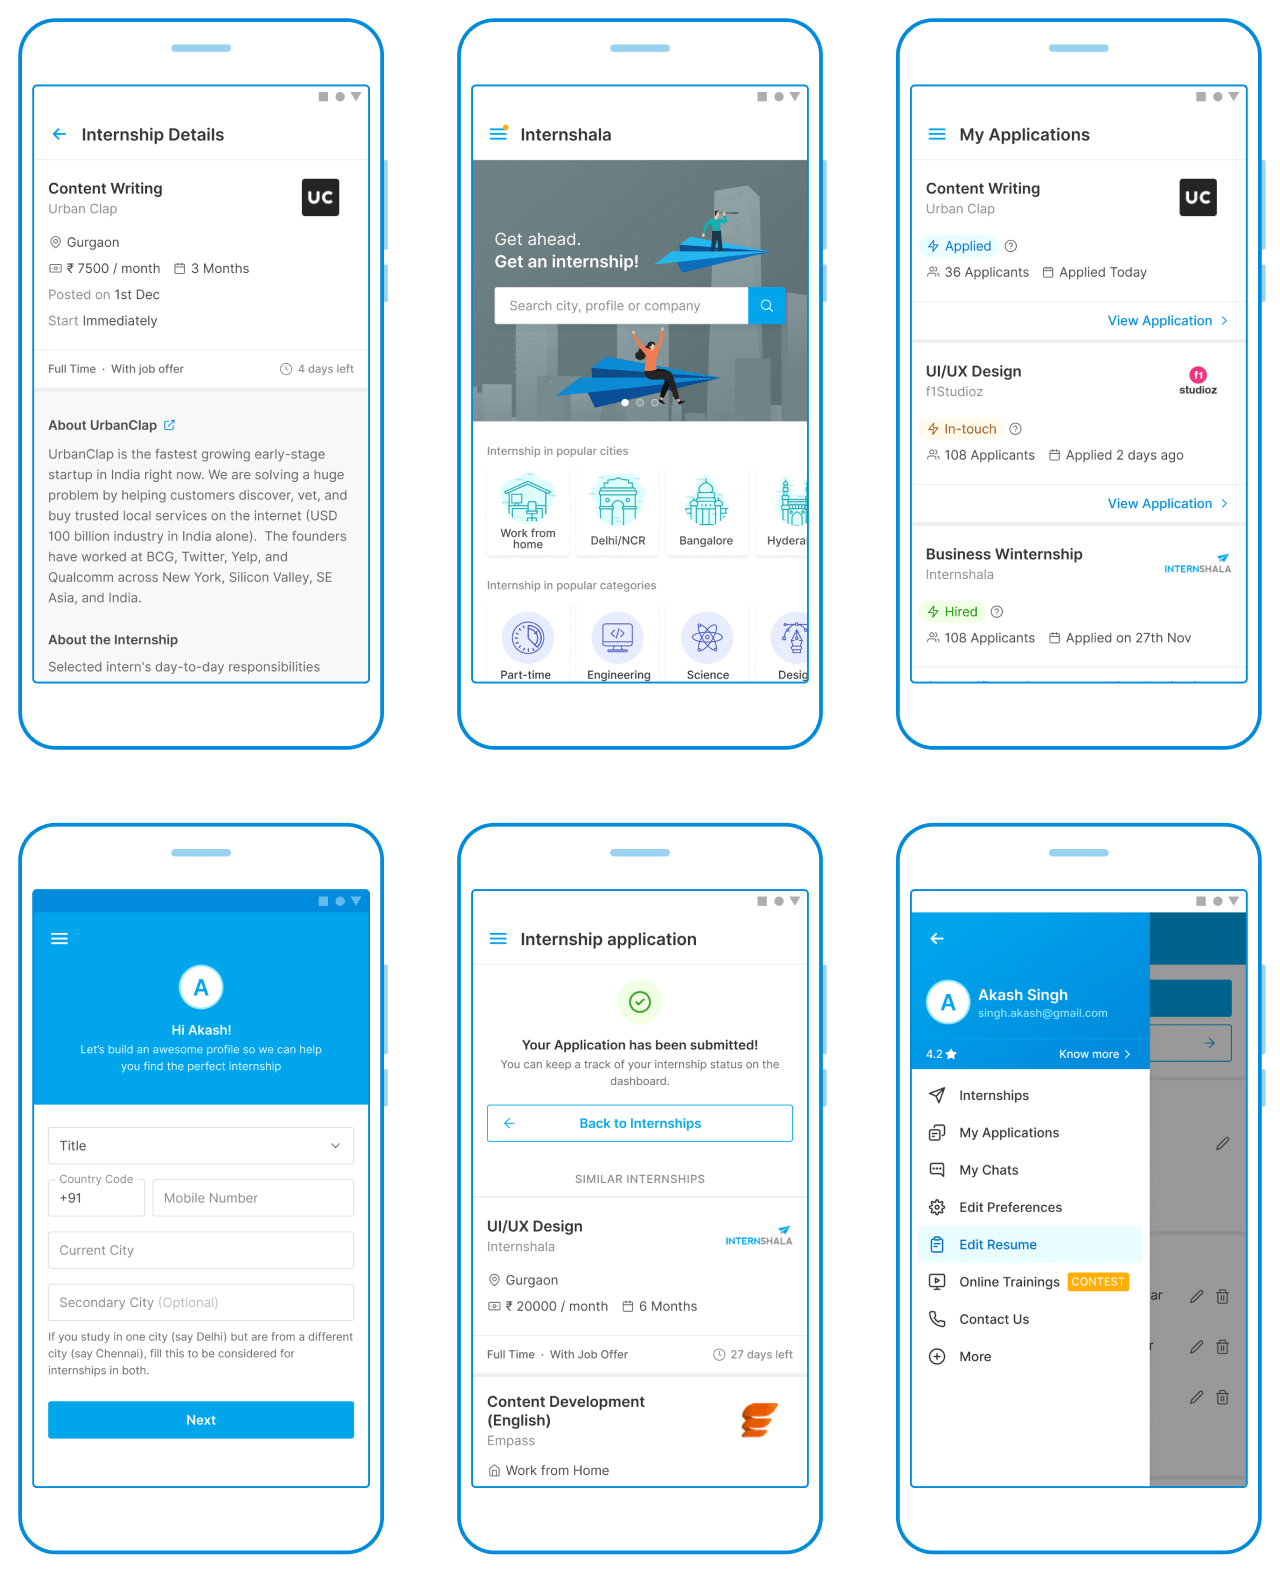 Internship Details
Content Writing
Urban Clap
UC
Gurgaon
₹ 7500 / month 3 Months
Posted on 1st Dec
Start Immediately
Full Time · With job offer 4 days left
About UrbanClap
UrbanClap is the fastest growing early-stage
startup in India right now. We are solving a huge
problem by helping customers discover, vet, and
buy trusted local services on the internet (USD
100 billion industry in India alone). The founders
have worked at BCG, Twitter, Yelp, and
Qualcomm across New York, Silicon Valley, SE
Asia, and India.
About the Internship
Selected intern's day-to-day responsibilities
Internshala
Get ahead.
Get an internship!
Search city, profile or company
Internship in popular cities
Work from
home
Delhi/NCR
Bangalore
Hydera
Internship in popular categories
Part-time
Engineering
Science
Desig
My Applications
Content Writing
Urban Clap
UC
Applied
36 Applicants Applied Today
View Application
UI/UX Design
f1Studioz
f1
studioz
In-touch
108 Applicants Applied 2 days ago
View Application
Business Winternship
Internshala
INTERNSHALA
Hired
108 Applicants Applied on 27th Nov
A
Hi Akash!
Let's build an awesome profile so we can help
you find the perfect internship
Title
Country Code
+91
Mobile Number
Current City
Secondary City (Optional)
If you study in one city (say Delhi) but are from a different
city (say Chennai), fill this to be considered for
internships in both.
Next
Internship application
Your Application has been submitted!
You can keep a track of your internship status on the
dashboard.
Back to Internships
SIMILAR INTERNSHIPS
UI/UX Design
Internshala
INTERNSHALA
Gurgaon
₹ 20000 / month 6 Months
Full Time · With Job Offer 27 days left
Content Development
(English)
Empass
Work from Home
A
Akash Singh
singh.akash@gmail.com
4.2 Know more
Internships
My Applications
My Chats
Edit Preferences
Edit Resume
Online Trainings CONTEST
Contact Us
More
ar
r